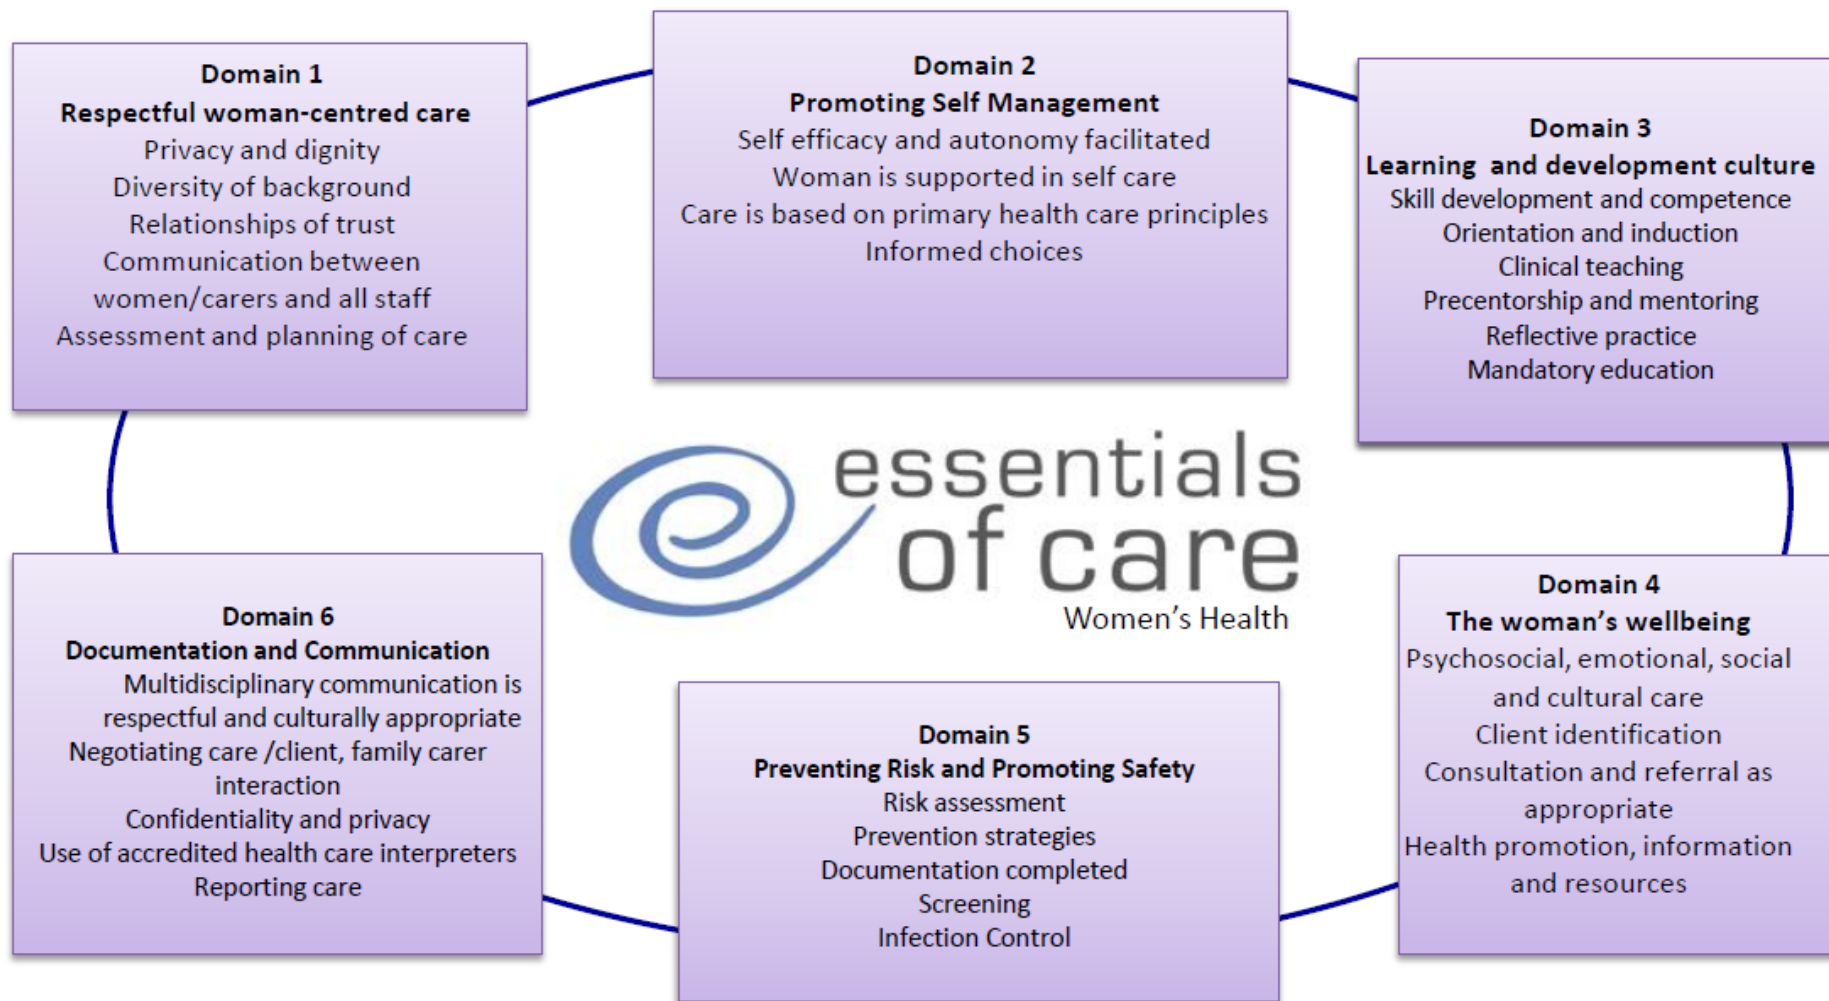 Domain 1
Respectful woman-centred care
Privacy and dignity
Diversity of background
Relationships of trust
Communication between
women/carers and all staff
Assessment and planning of care
Domain 2
Promoting Self Management
Self efficacy and autonomy facilitated
Woman is supported in self care
Care is based on primary health care principles
Informed choices
Domain 3
Learning and development culture
Skill development and competence
Orientation and induction
Clinical teaching
Precentorship and mentoring
Reflective practice
Mandatory education
essentials
of care
Women's Health
Domain 4
The woman's wellbeing
Psychosocial, emotional, social
and cultural care
Client identification
Consultation and referral as
appropriate
Health promotion, information
and resources
Domain 5
Preventing Risk and Promoting Safety
Risk assessment
Prevention strategies
Documentation completed
Screening
Infection Control
Domain 6
Documentation and Communication
Multidisciplinary communication is
respectful and culturally appropriate
Negotiating care /client, family carer
interaction
Confidentiality and privacy
Use of accredited health care interpreters
Reporting care